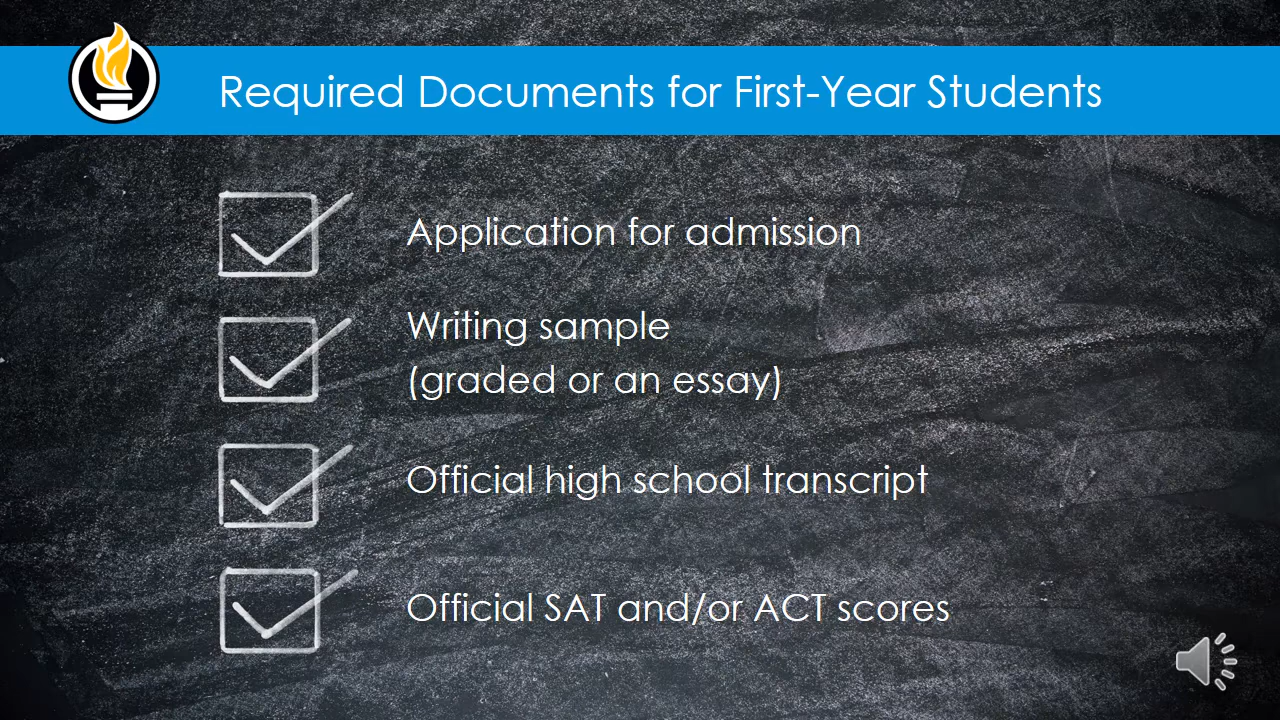 Required Documents for First-Year Students
Application for admission
Writing sample
(graded or an essay)
Official high school transcript
Official SAT and/or ACT scores